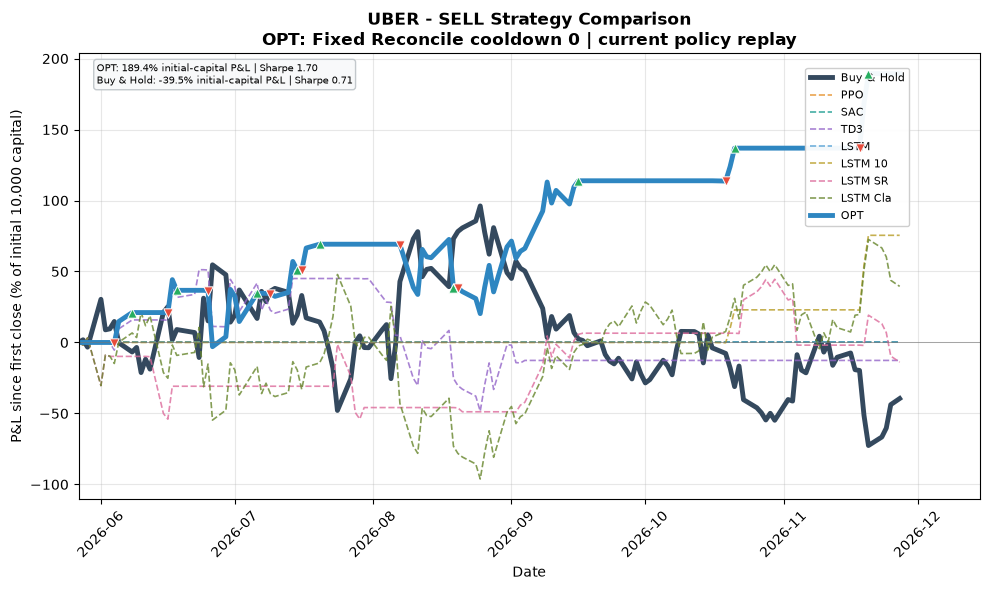 UBER - SELL Strategy Comparison
OPT: Fixed Reconcile cooldown 0 | current policy replay
OPT: 189.4% initial-capital P&L | Sharpe 1.70
Buy & Hold: -39.5% initial-capital P&L | Sharpe 0.71
Buy & Hold
PPO
SAC
TD3
LSTM
LSTM 10
LSTM SR
LSTM Cla
OPT
P&L since first close (% of initial 10,000 capital)
200
150
100
50
0
−50
−100
2026-06
2026-07
2026-08
2026-09
2026-10
2026-11
2026-12
Date